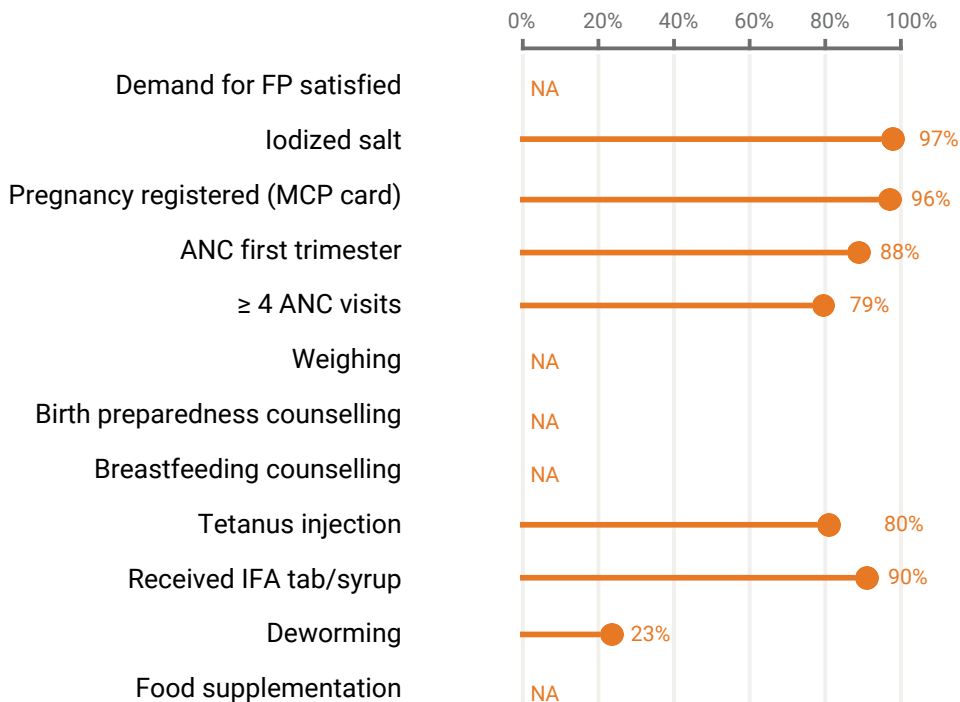 0% 20% 40% 60% 80% 100%
Demand for FP satisfied NA
Iodized salt 97%
Pregnancy registered (MCP card) 96%
ANC first trimester 88%
≥ 4 ANC visits 79%
Weighing NA
Birth preparedness counselling NA
Breastfeeding counselling NA
Tetanus injection 80%
Received IFA tab/syrup 90%
Deworming 23%
Food supplementation NA